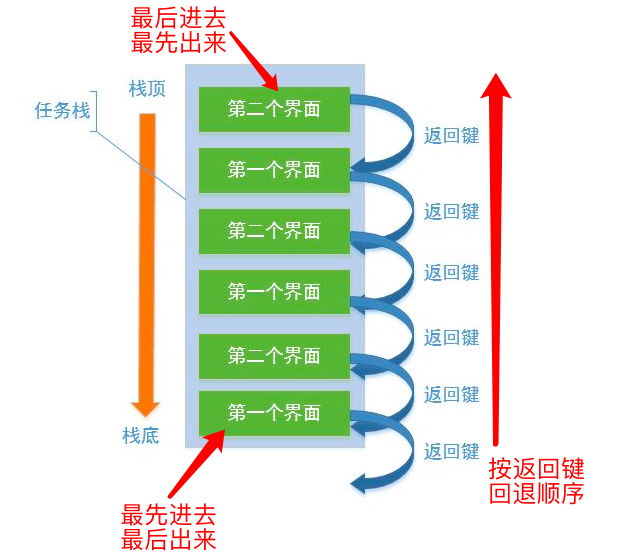 最后进去
最先出来
栈顶
任务栈
第二个界面
返回键
第一个界面
返回键
第二个界面
返回键
第一个界面
返回键
第二个界面
返回键
第一个界面
返回键
栈底
按返回键
回退顺序
最先进去
最后出来